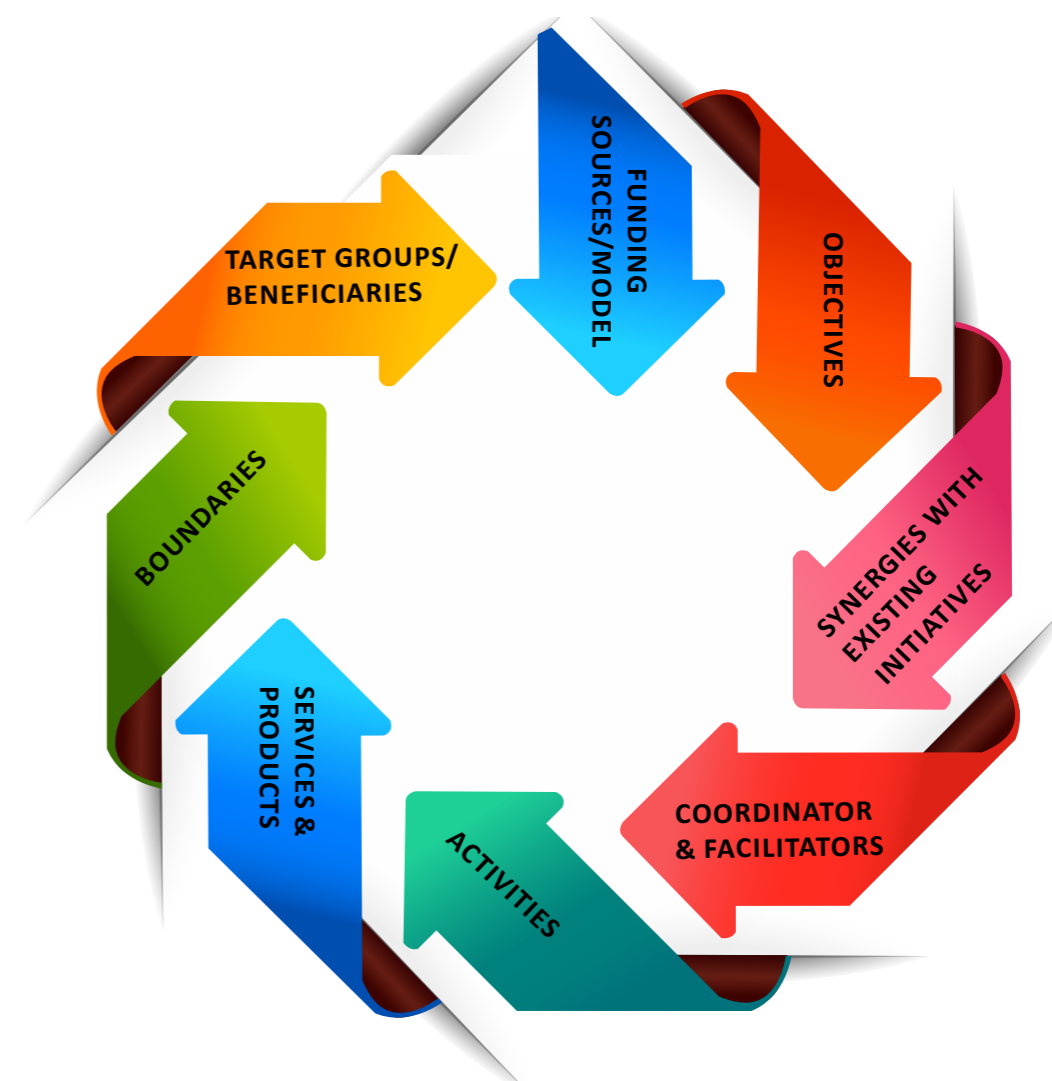 FUNDING
SOURCES/MODEL
OBJECTIVES
SYNERGIES WITH
EXISTING
INITIATIVES
COORDINATOR
& FACILITATORS
ACTIVITIES
SERVICES &
PRODUCTS
BOUNDARIES
TARGET GROUPS/
BENEFICIARIES